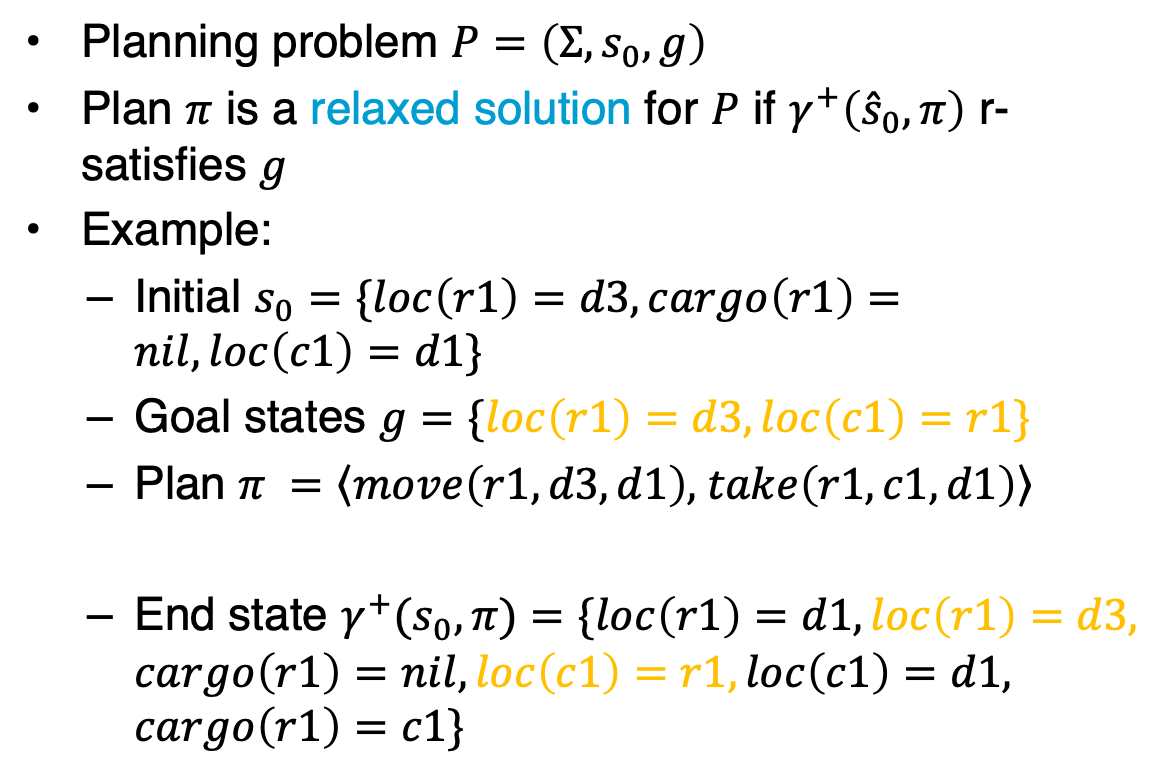 • Planning problem 𝑃 = (Σ, 𝑠₀, 𝑔)
• Plan 𝜋 is a relaxed solution for 𝑃 if 𝛾⁺(𝑠̂₀, 𝜋) r-
satisfies 𝑔
• Example:
– Initial 𝑠₀ = {𝑙𝑜𝑐(𝑟1) = 𝑑3, 𝑐𝑎𝑟𝑔𝑜(𝑟1) =
𝑛𝑖𝑙, 𝑙𝑜𝑐(𝑐1) = 𝑑1}
– Goal states 𝑔 = {𝑙𝑜𝑐(𝑟1) = 𝑑3, 𝑙𝑜𝑐(𝑐1) = 𝑟1}
– Plan 𝜋 = ⟨𝑚𝑜𝑣𝑒(𝑟1, 𝑑3, 𝑑1), 𝑡𝑎𝑘𝑒(𝑟1, 𝑐1, 𝑑1)⟩
– End state 𝛾⁺(𝑠₀, 𝜋) = {𝑙𝑜𝑐(𝑟1) = 𝑑1, 𝑙𝑜𝑐(𝑟1) = 𝑑3,
𝑐𝑎𝑟𝑔𝑜(𝑟1) = 𝑛𝑖𝑙, 𝑙𝑜𝑐(𝑐1) = 𝑟1, 𝑙𝑜𝑐(𝑐1) = 𝑑1,
𝑐𝑎𝑟𝑔𝑜(𝑟1) = 𝑐1}